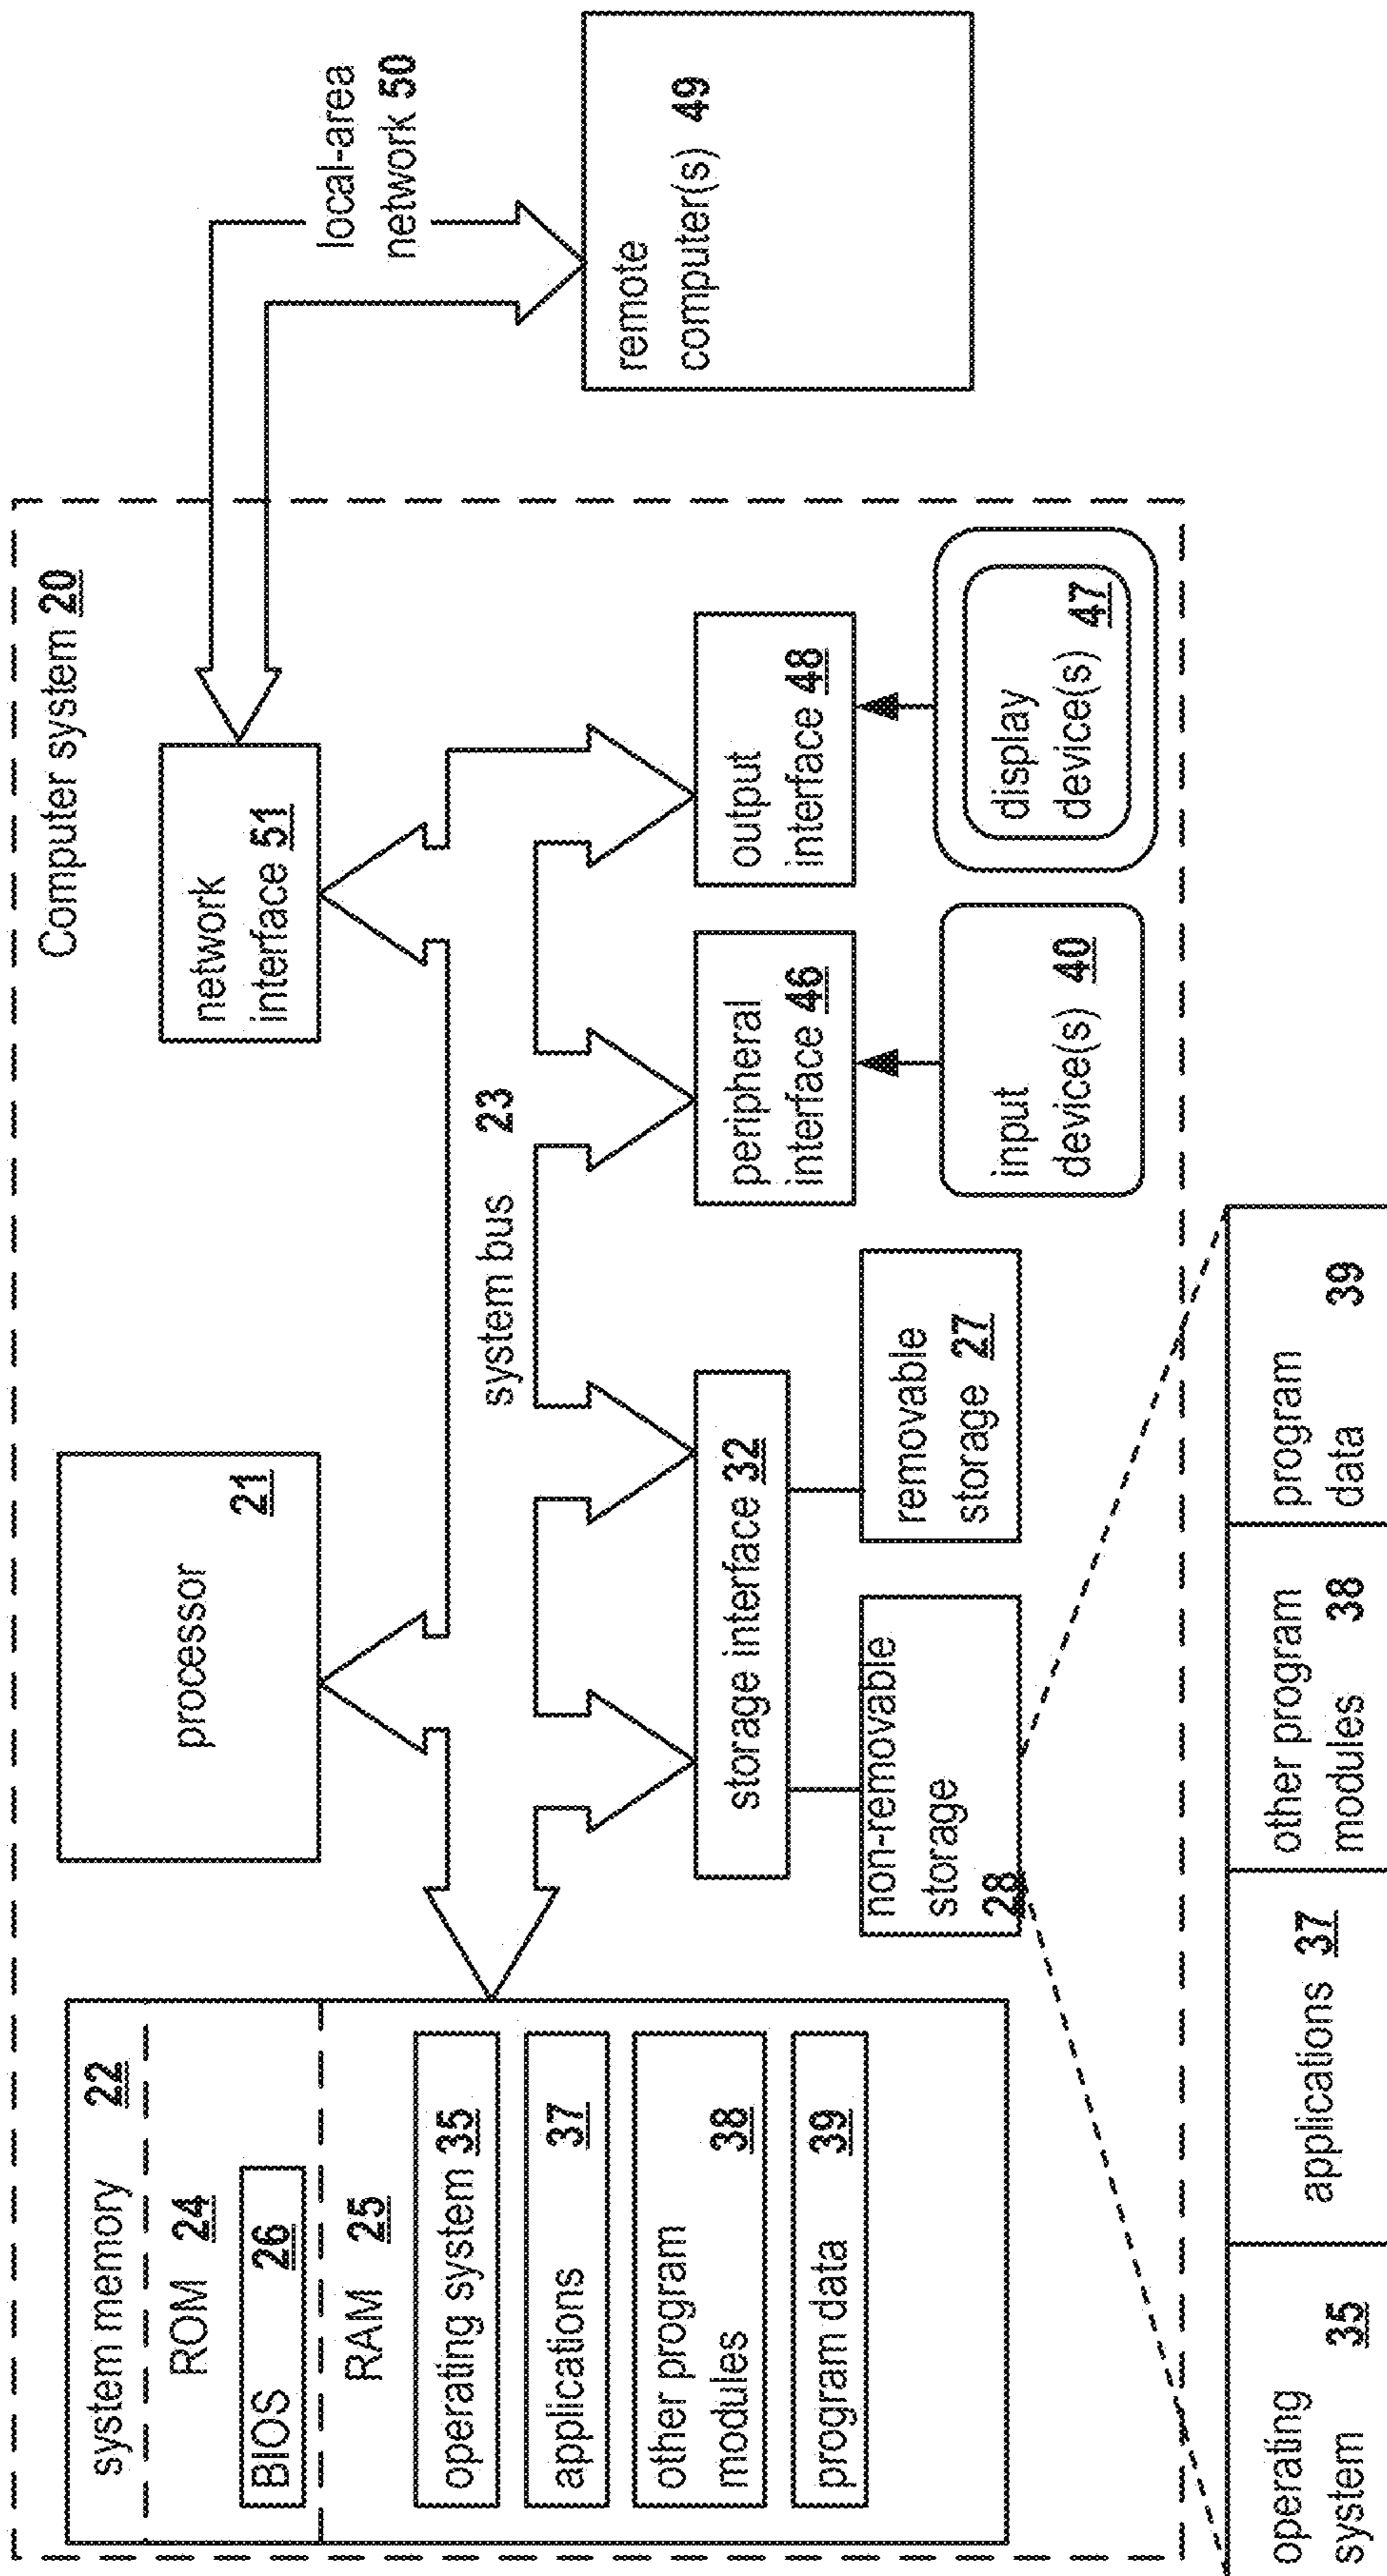 Computer system 20
system memory 22
ROM 24
BIOS 26
RAM 25
operating system 35
applications 37
other program
modules 38
program data 39
processor
21
network
interface 51
local-area
network 50
system bus 23
storage interface 32
non-removable
storage
28
removable
storage 27
peripheral
interface 46
output
interface 48
input
device(s) 40
display
device(s) 47
remote
computer(s) 49
operating
system 35
applications 37
other program
modules 38
program
data 39